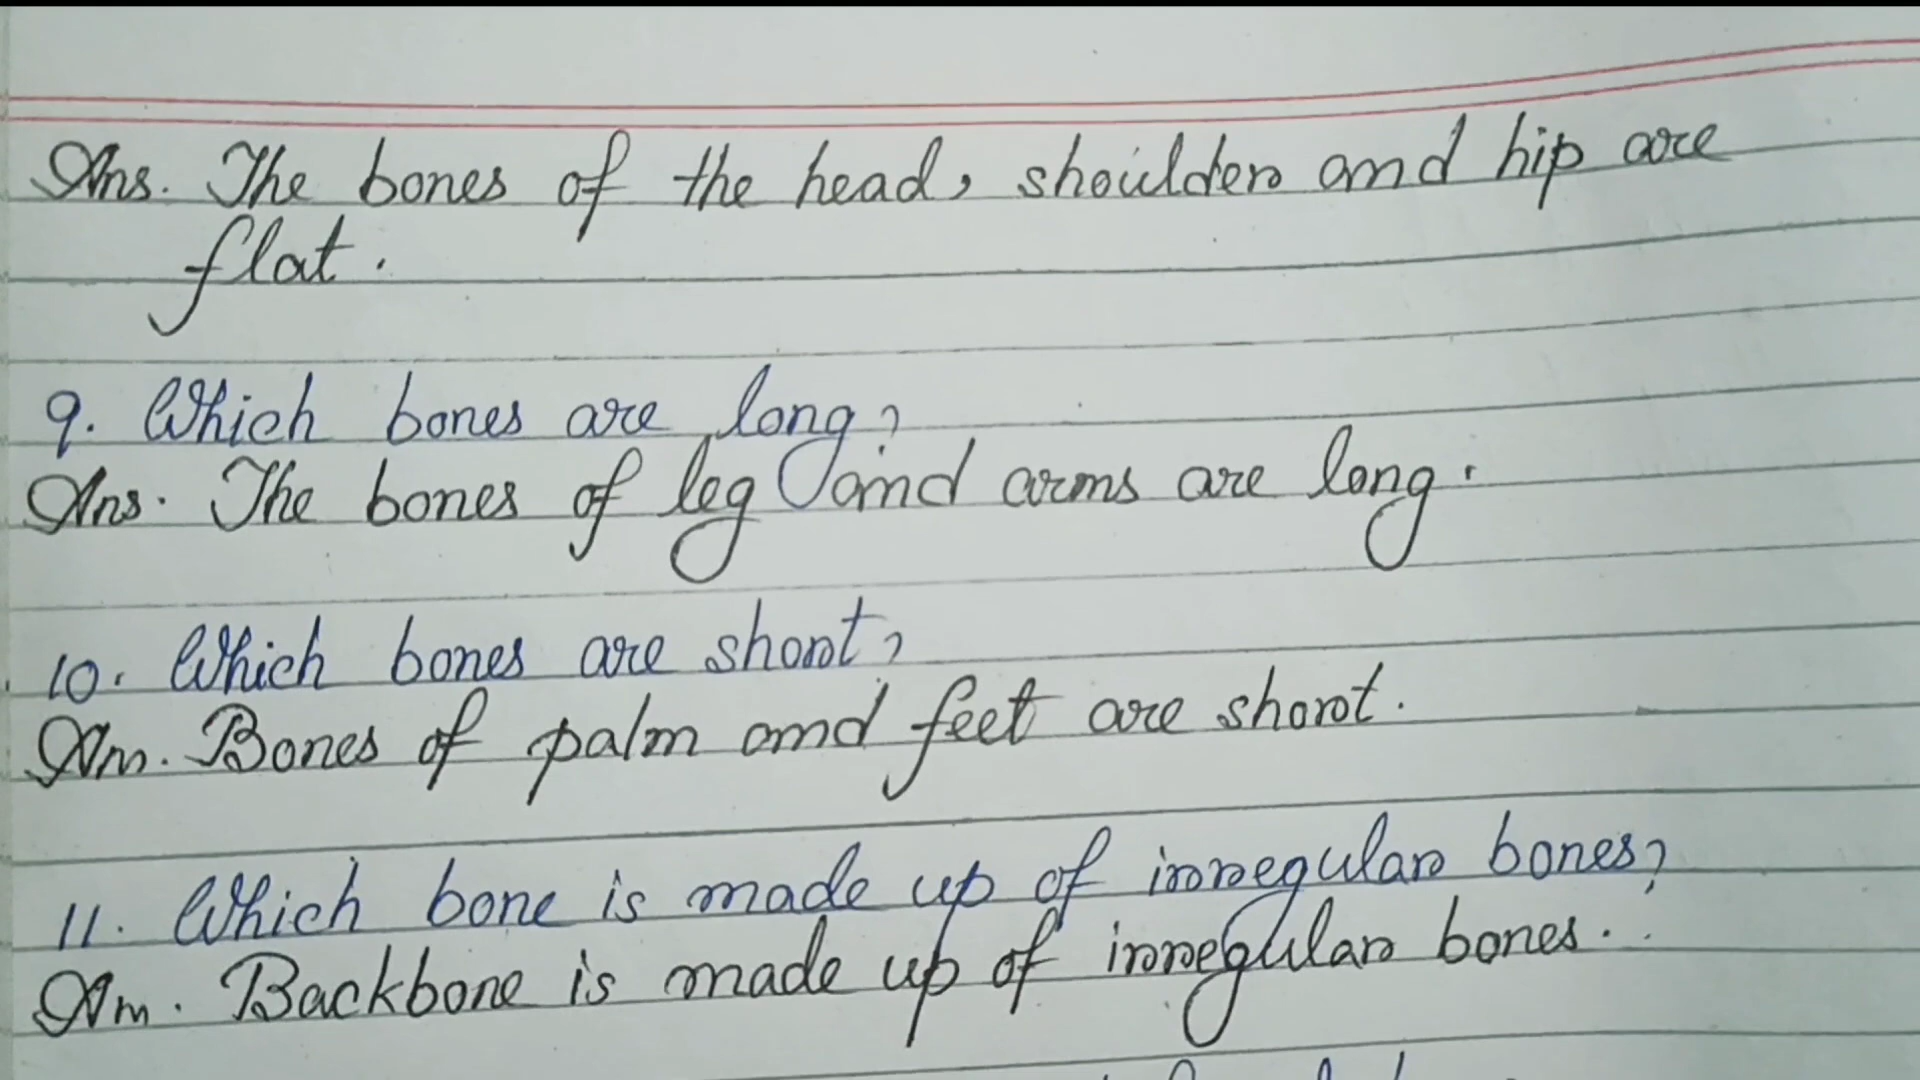 Ans. The bones of the head, shoulder and hip are
flat.
9. Which bones are long?
Ans. The bones of leg and arms are long.
10. Which bones are short?
Ans. Bones of palm and feet are short.
11. Which bone is made up of irregular bones?
Ans. Backbone is made up of irregular bones.